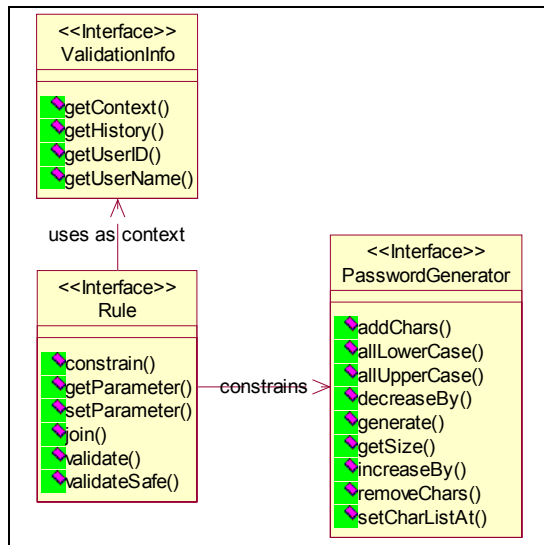 <<Interface>>
ValidationInfo
getContext()
getHistory()
getUserID()
getUserName()
uses as context
<<Interface>>
Rule
constrain()
getParameter()
setParameter()
join()
validate()
validateSafe()
constrains
<<Interface>>
PasswordGenerator
addChars()
allLowerCase()
allUpperCase()
decreaseBy()
generate()
getSize()
increaseBy()
removeChars()
setCharListAt()